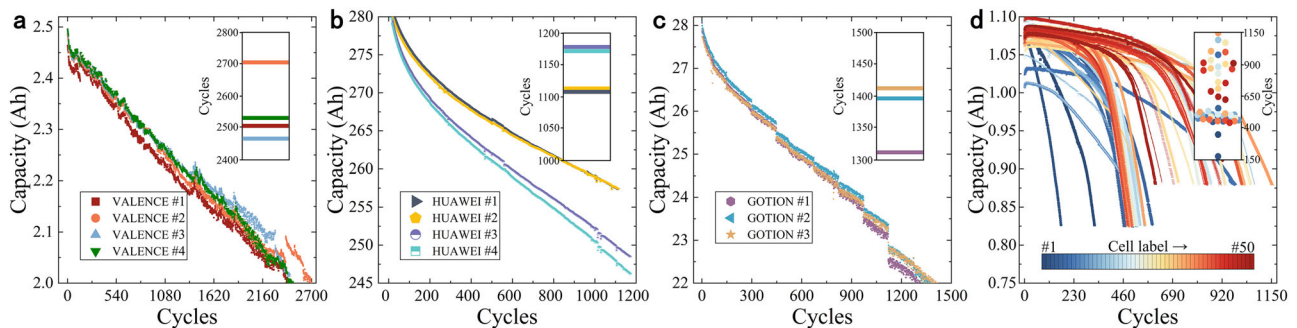 a
Capacity (Ah)
2.5
2.4
2.3
2.2
2.1
2.0
0
540
1080
1620
2160
2700
Cycles
VALENCE #1
VALENCE #2
VALENCE #3
VALENCE #4
Cycles
2800
2600
2400
b
Capacity (Ah)
280
275
270
265
260
255
250
245
0
200
400
600
800
1000
1200
Cycles
HUAWEI #1
HUAWEI #2
HUAWEI #3
HUAWEI #4
Cycles
1200
1150
1100
1050
1000
c
Capacity (Ah)
28
27
26
25
24
23
22
0
300
600
900
1200
1500
Cycles
GOTION #1
GOTION #2
GOTION #3
Cycles
1500
1400
1300
d
Capacity (Ah)
1.10
1.05
1.00
0.95
0.90
0.85
0.80
0.75
0
230
460
690
920
1150
Cycles
#1
Cell label →
#50
1150
900
650
400
150
Cycles